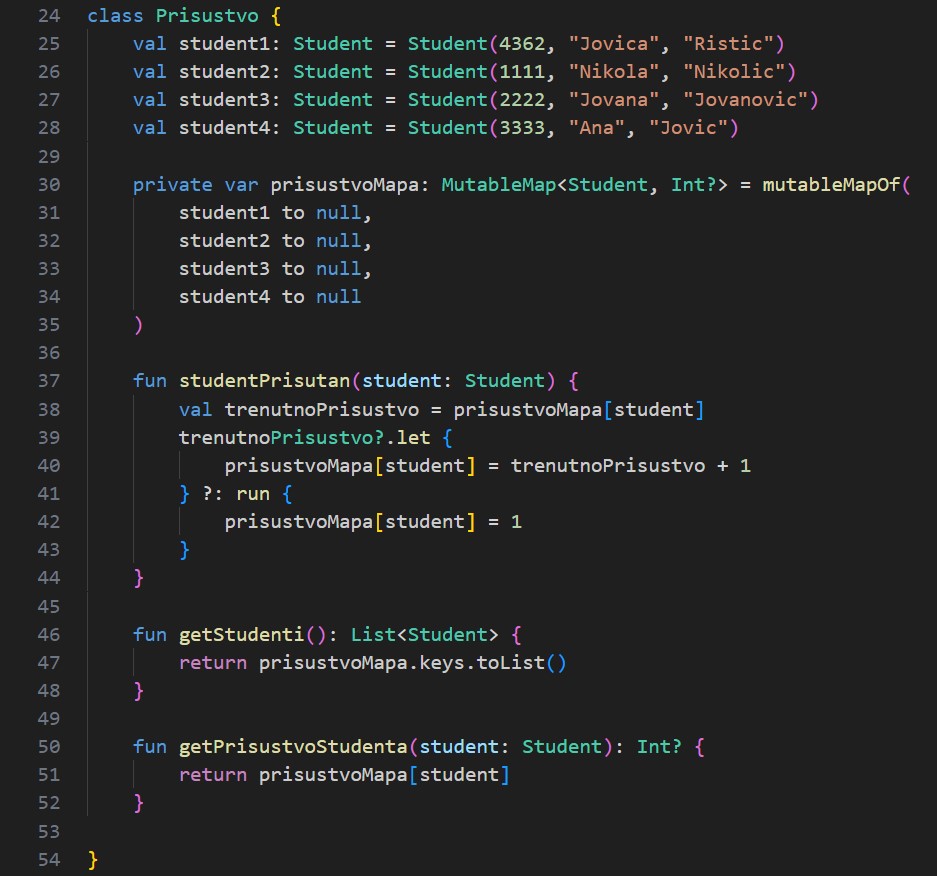 24 class Prisustvo {
25     val student1: Student = Student(4362, "Jovica", "Ristic")
26     val student2: Student = Student(1111, "Nikola", "Nikolic")
27     val student3: Student = Student(2222, "Jovana", "Jovanovic")
28     val student4: Student = Student(3333, "Ana", "Jovic")
29
30     private var prisustvoMapa: MutableMap<Student, Int?> = mutableMapOf(
31         student1 to null,
32         student2 to null,
33         student3 to null,
34         student4 to null
35     )
36
37     fun studentPrisutan(student: Student) {
38         val trenutnoPrisustvo = prisustvoMapa[student]
39         trenutnoPrisustvo?.let {
40             prisustvoMapa[student] = trenutnoPrisustvo + 1
41         } ?: run {
42             prisustvoMapa[student] = 1
43         }
44     }
45
46     fun getStudenti(): List<Student> {
47         return prisustvoMapa.keys.toList()
48     }
49
50     fun getPrisustvoStudenta(student: Student): Int? {
51         return prisustvoMapa[student]
52     }
53
54 }